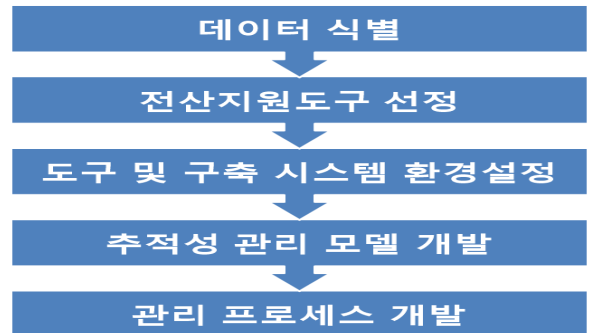 데이터 식별
전산지원도구 선정
도구 및 구축 시스템 환경설정
추적성 관리 모델 개발
관리 프로세스 개발